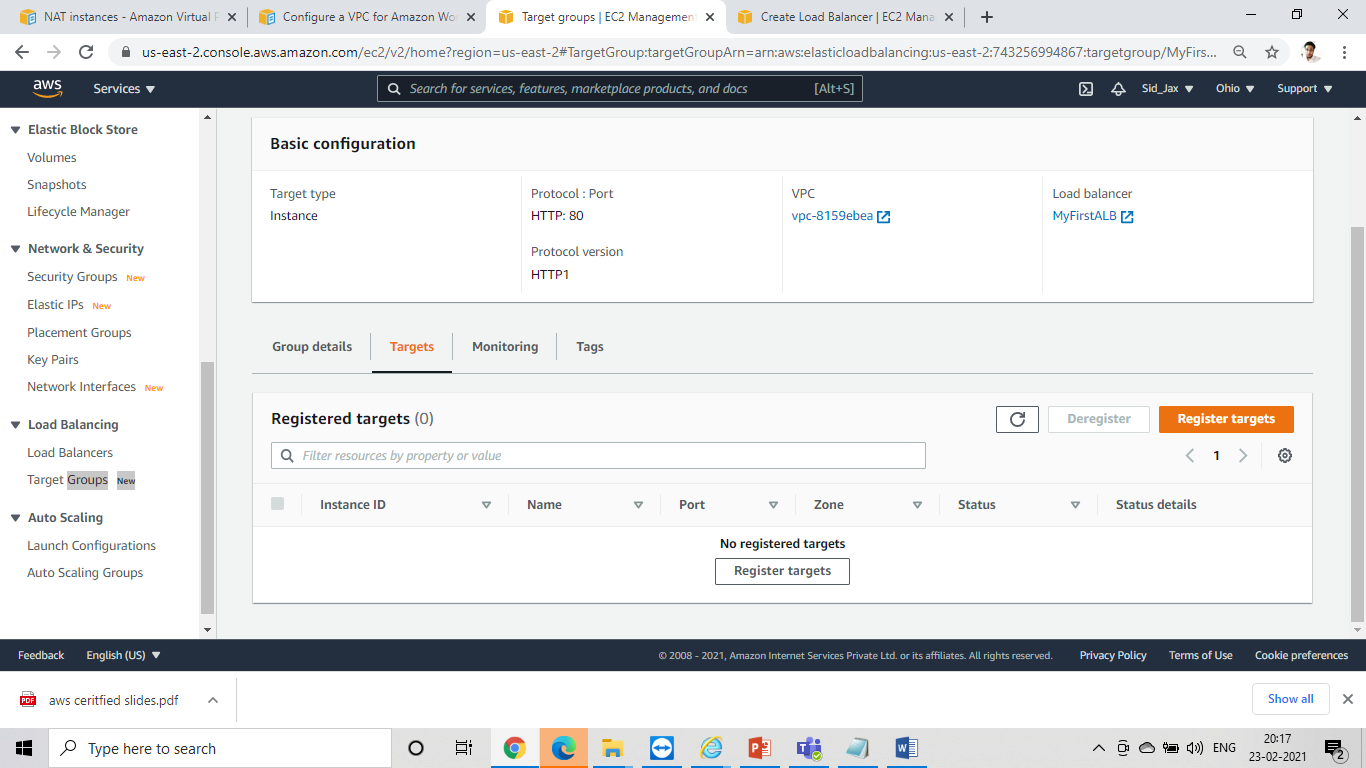 NAT instances - Amazon Virtual P
Configure a VPC for Amazon Wo
Target groups | EC2 Management
Create Load Balancer | EC2 Mana
us-east-2.console.aws.amazon.com/ec2/v2/home?region=us-east-2#TargetGroup:targetGroupArn=arn:aws:elasticloadbalancing:us-east-2:743256994867:targetgroup/MyFirs...
aws
Services
Search for services, features, marketplace products, and docs [Alt+S]
Sid_Jax
Ohio
Support
Elastic Block Store
Volumes
Snapshots
Lifecycle Manager
Network & Security
Security Groups New
Elastic IPs New
Placement Groups
Key Pairs
Network Interfaces New
Load Balancing
Load Balancers
Target Groups New
Auto Scaling
Launch Configurations
Auto Scaling Groups
Basic configuration
Target type
Instance
Protocol : Port
HTTP: 80
Protocol version
HTTP1
VPC
vpc-8159ebea
Load balancer
MyFirstALB
Group details
Targets
Monitoring
Tags
Registered targets (0)
Deregister
Register targets
Filter resources by property or value
1
Instance ID
Name
Port
Zone
Status
Status details
No registered targets
Register targets
Feedback
English (US)
© 2008 - 2021, Amazon Internet Services Private Ltd. or its affiliates. All rights reserved.
Privacy Policy
Terms of Use
Cookie preferences
PDF
aws ceritfied slides.pdf
Show all
Type here to search
ENG
20:17
23-02-2021
2